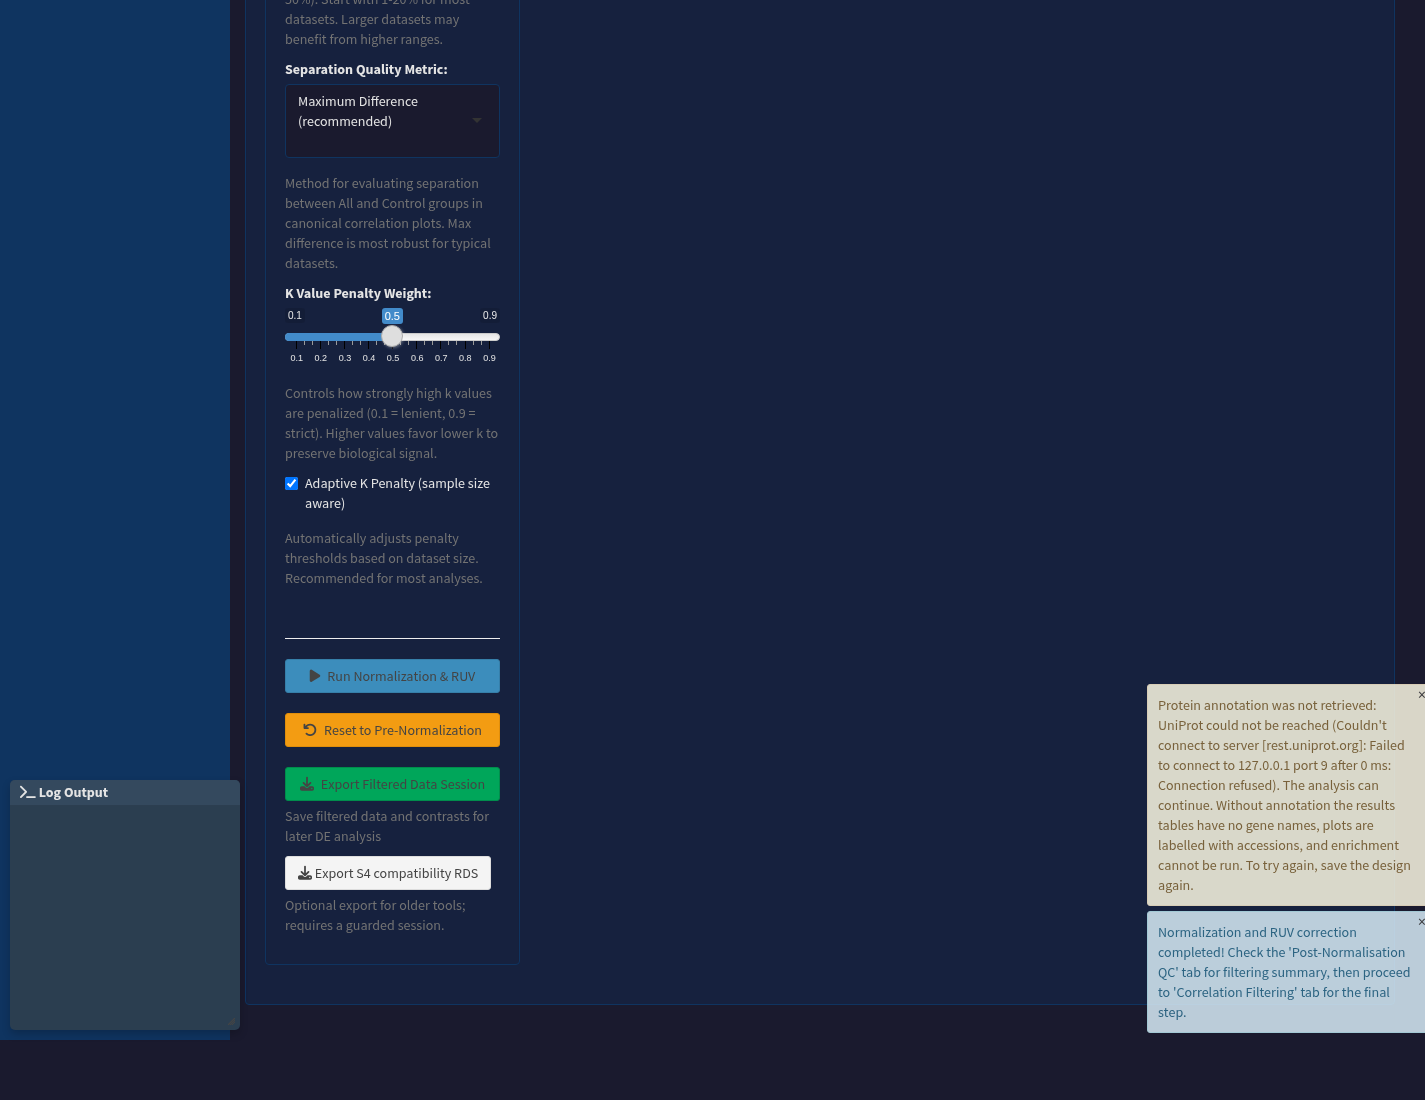 50%). Start with 1-20% for most
datasets. Larger datasets may
benefit from higher ranges.
Separation Quality Metric:
Maximum Difference
(recommended)
Method for evaluating separation
between All and Control groups in
canonical correlation plots. Max
difference is most robust for typical
datasets.
K Value Penalty Weight:
0.1 0.5 0.9
0.1 0.2 0.3 0.4 0.5 0.6 0.7 0.8 0.9
Controls how strongly high k values
are penalized (0.1 = lenient, 0.9 =
strict). Higher values favor lower k to
preserve biological signal.
Adaptive K Penalty (sample size
aware)
Automatically adjusts penalty
thresholds based on dataset size.
Recommended for most analyses.
Run Normalization & RUV
Reset to Pre-Normalization
Export Filtered Data Session
Save filtered data and contrasts for
later DE analysis
Export S4 compatibility RDS
Optional export for older tools;
requires a guarded session.
Log Output
Protein annotation was not retrieved:
UniProt could not be reached (Couldn't
connect to server [rest.uniprot.org]: Failed
to connect to 127.0.0.1 port 9 after 0 ms:
Connection refused). The analysis can
continue. Without annotation the results
tables have no gene names, plots are
labelled with accessions, and enrichment
cannot be run. To try again, save the design
again.
Normalization and RUV correction
completed! Check the 'Post-Normalisation
QC' tab for filtering summary, then proceed
to 'Correlation Filtering' tab for the final
step.